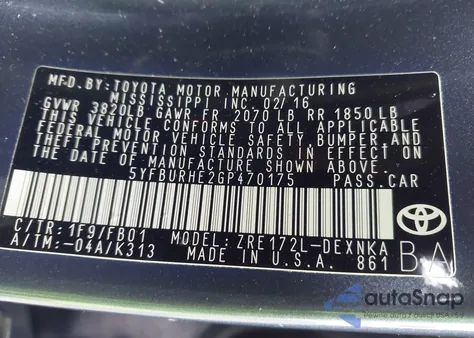 MFD.BY:TOYOTA MOTOR MANUFACTURING
MISSISSIPPI INC. 02/16
GVWR 3820LB GAWR FR 2070 LB RR 1850LB
THIS VEHICLE CONFORMS TO ALL APPLICABLE
FEDERAL MOTOR VEHICLE SAFETY, BUMPER, AND
THEFT PREVENTION STANDARDS IN EFFECT ON
THE DATE OF MANUFACTURE SHOWN ABOVE.
5YFBURHE2GP470175 PASS.CAR
C/TR:1F9/FB01 MODEL: ZRE172L-DEXNKA
A/TM:-04A/K313 MADE IN U.S.A. 861
BA
autoSnap